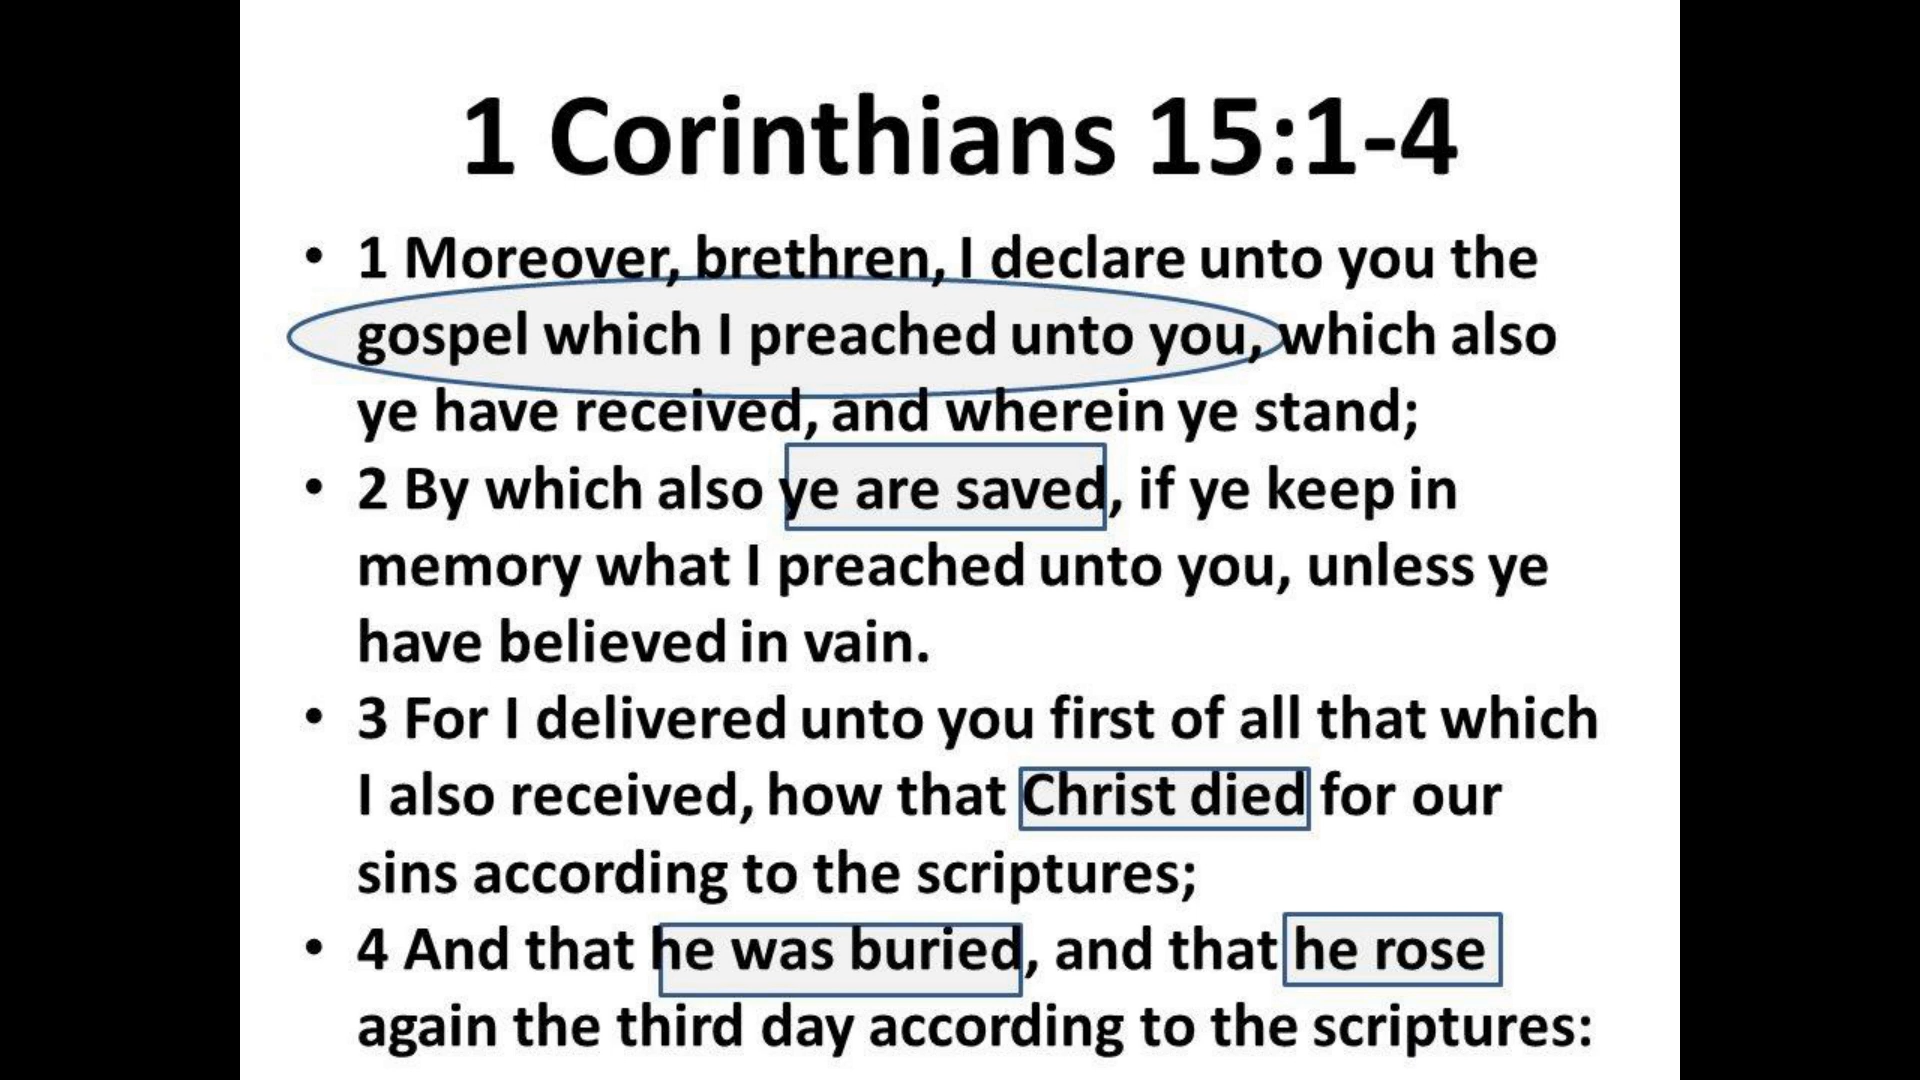 1 Corinthians 15:1-4
• 1 Moreover, brethren, I declare unto you the
gospel which I preached unto you, which also
ye have received, and wherein ye stand;
• 2 By which also ye are saved, if ye keep in
memory what I preached unto you, unless ye
have believed in vain.
• 3 For I delivered unto you first of all that which
I also received, how that Christ died for our
sins according to the scriptures;
• 4 And that he was buried, and that he rose
again the third day according to the scriptures: